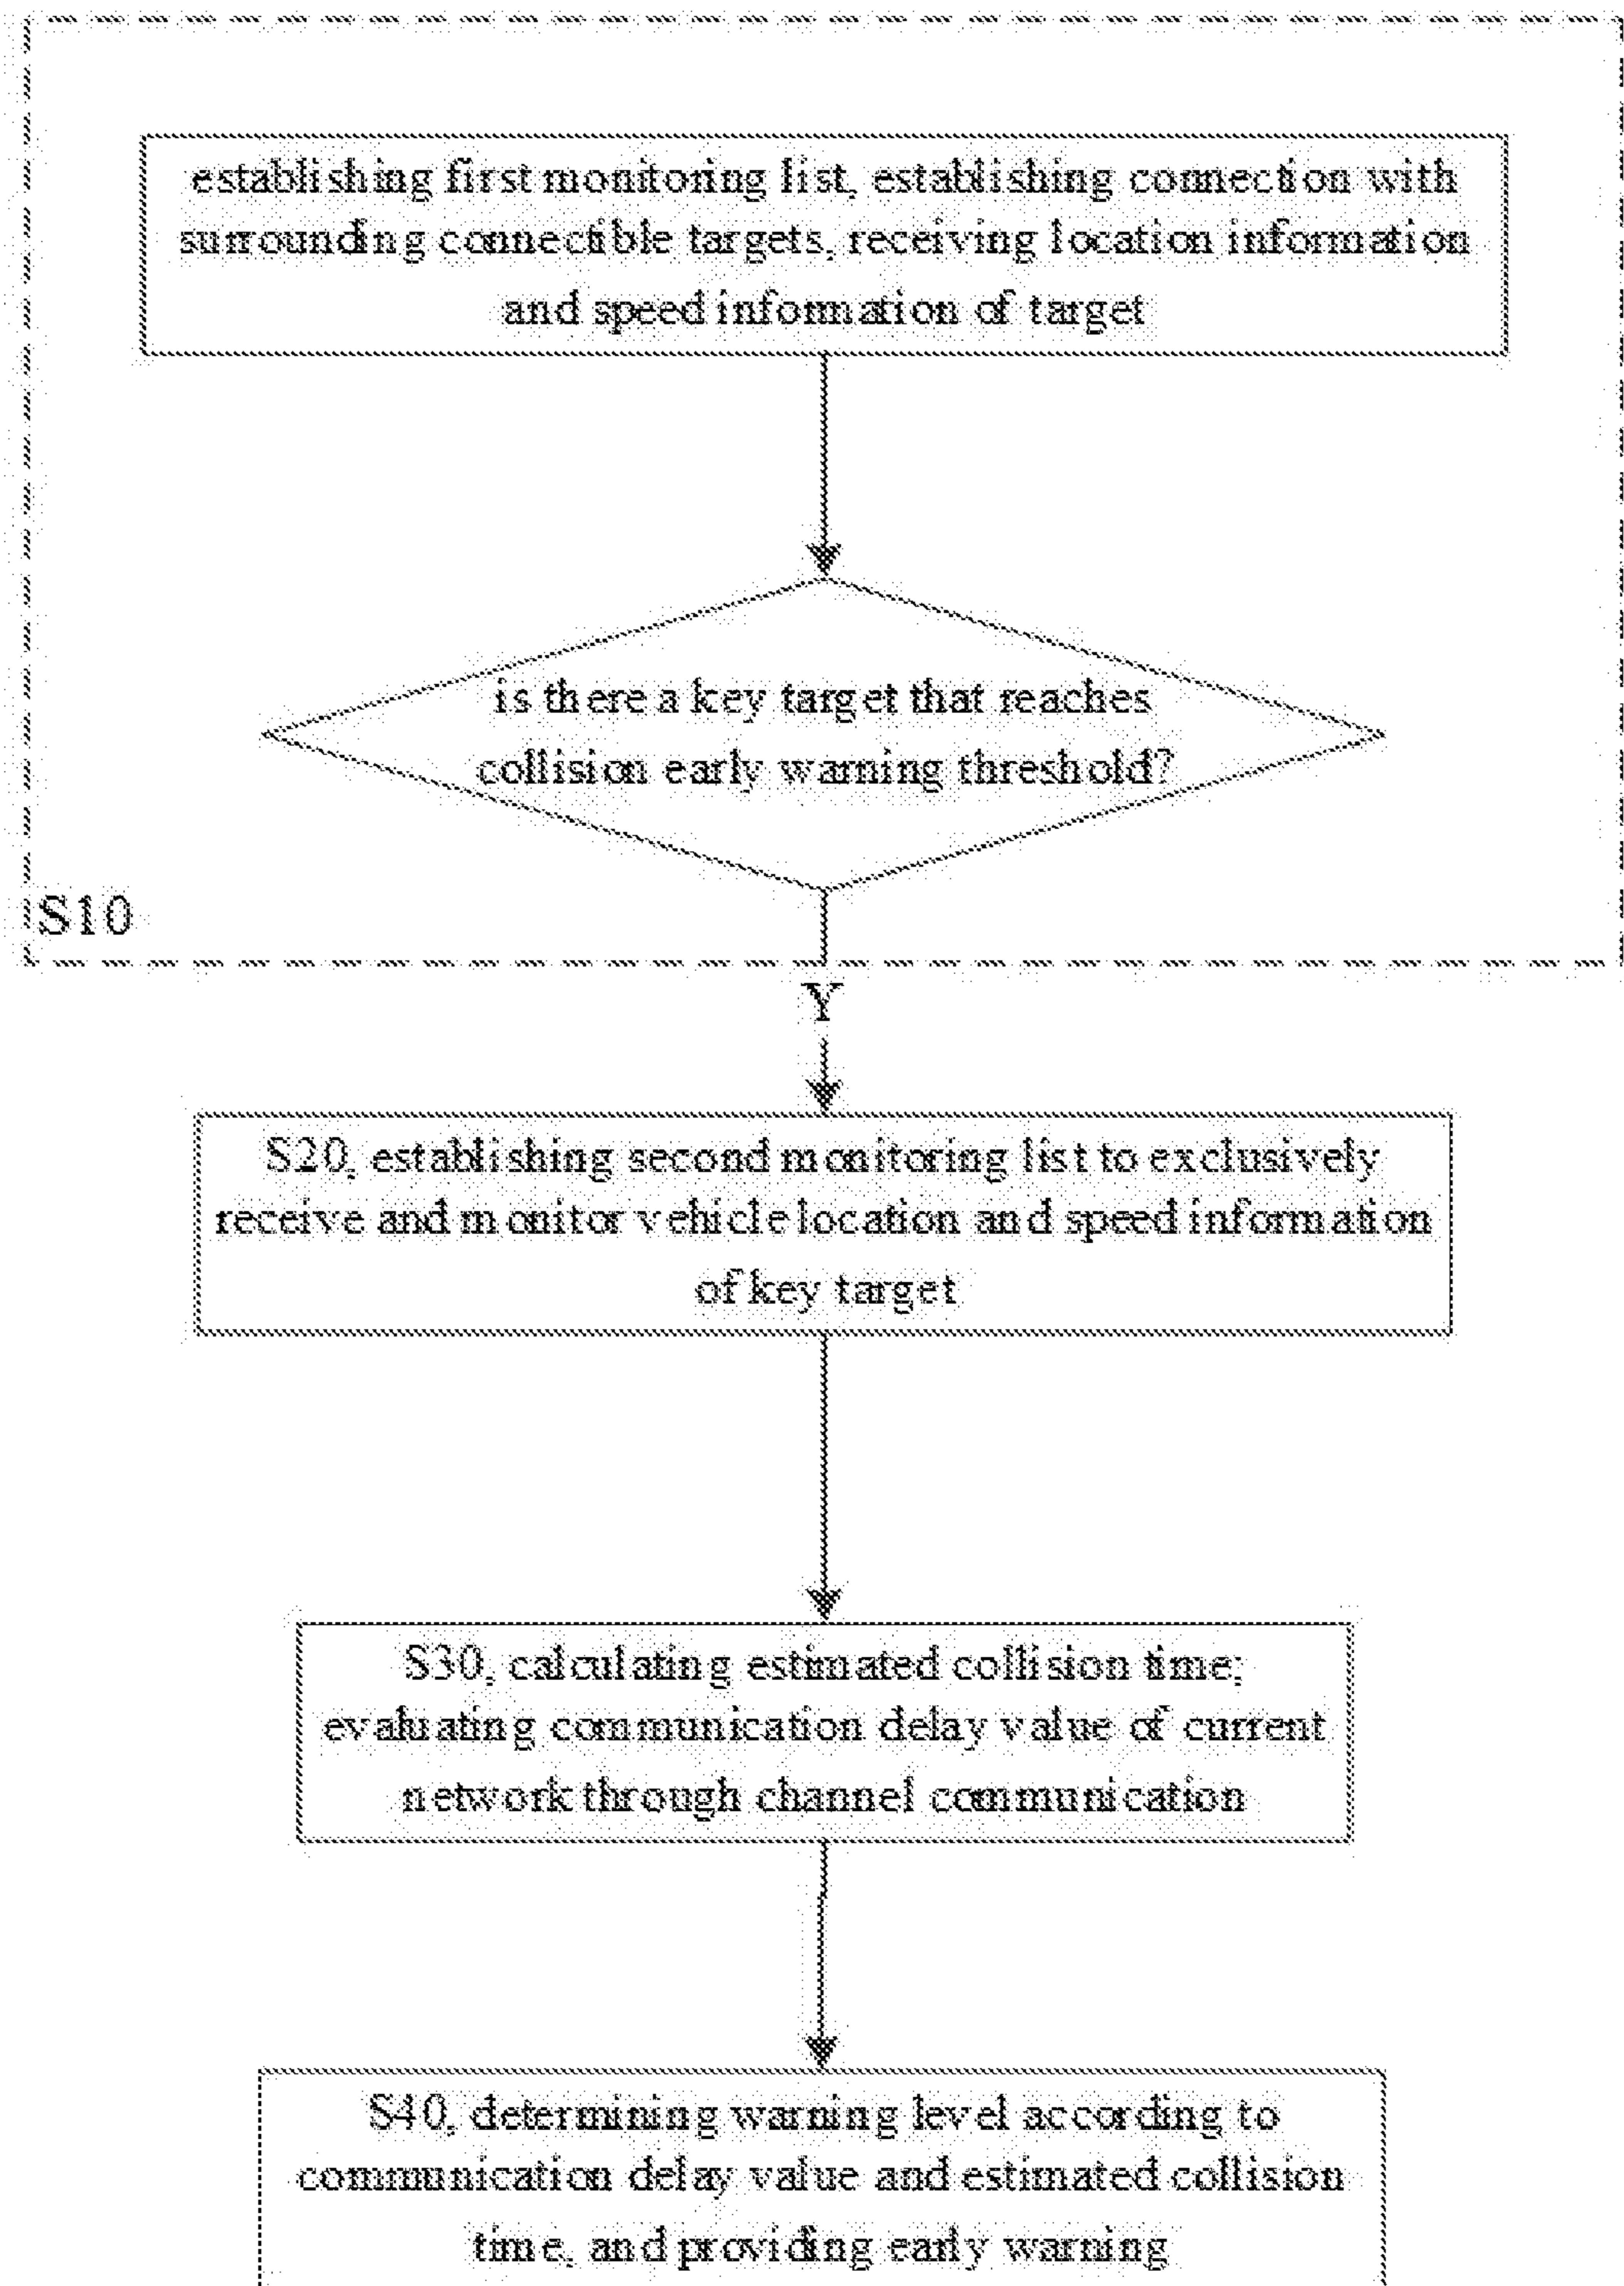 establishing first monitoring list, establishing connection with
surrounding connectible targets, receiving location information
and speed information of target
is there a key target that reaches
collision early warning threshold?
S10
Y
S20, establishing second monitoring list to exclusively
receive and monitor vehicle location and speed information
of key target
S30, calculating estimated collision time;
evaluating communication delay value of current
network through channel communication
S40, determining warning level according to
communication delay value and estimated collision
time, and providing early warning